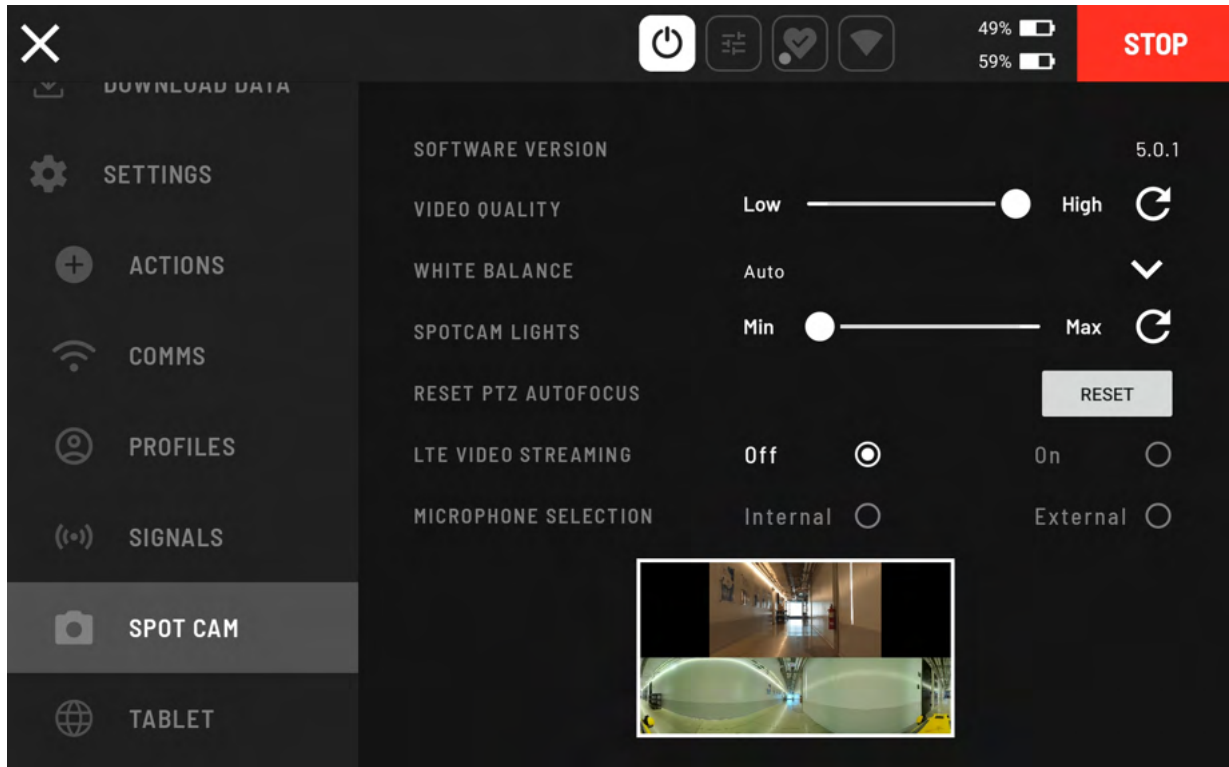 49%
59%
STOP
DOWNLOAD DATA
SETTINGS
ACTIONS
COMMS
PROFILES
SIGNALS
SPOT CAM
TABLET
SOFTWARE VERSION 5.0.1
VIDEO QUALITY Low High
WHITE BALANCE Auto
SPOTCAM LIGHTS Min Max
RESET PTZ AUTOFOCUS RESET
LTE VIDEO STREAMING Off On
MICROPHONE SELECTION Internal External